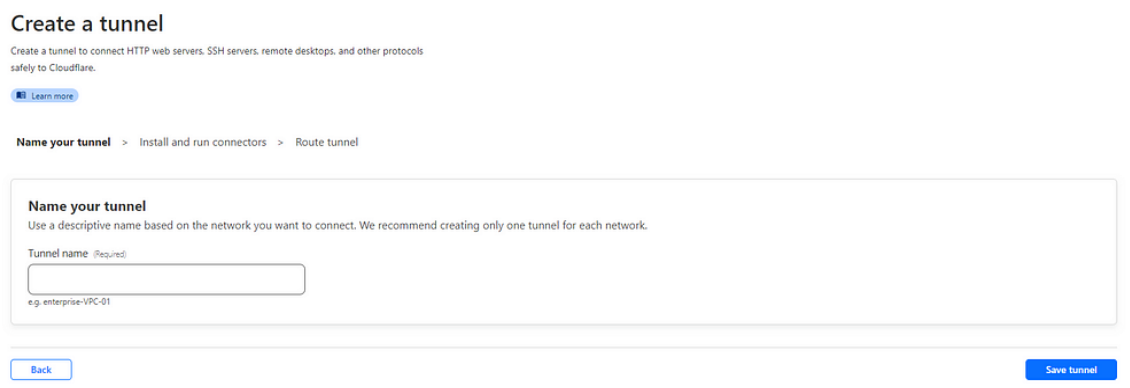 Create a tunnel
Create a tunnel to connect HTTP web servers, SSH servers, remote desktops, and other protocols
safely to Cloudflare.
Learn more
Name your tunnel > Install and run connectors > Route tunnel
Name your tunnel
Use a descriptive name based on the network you want to connect. We recommend creating only one tunnel for each network.
Tunnel name (Required)
e.g. enterprise-VPC-01
Back
Save tunnel